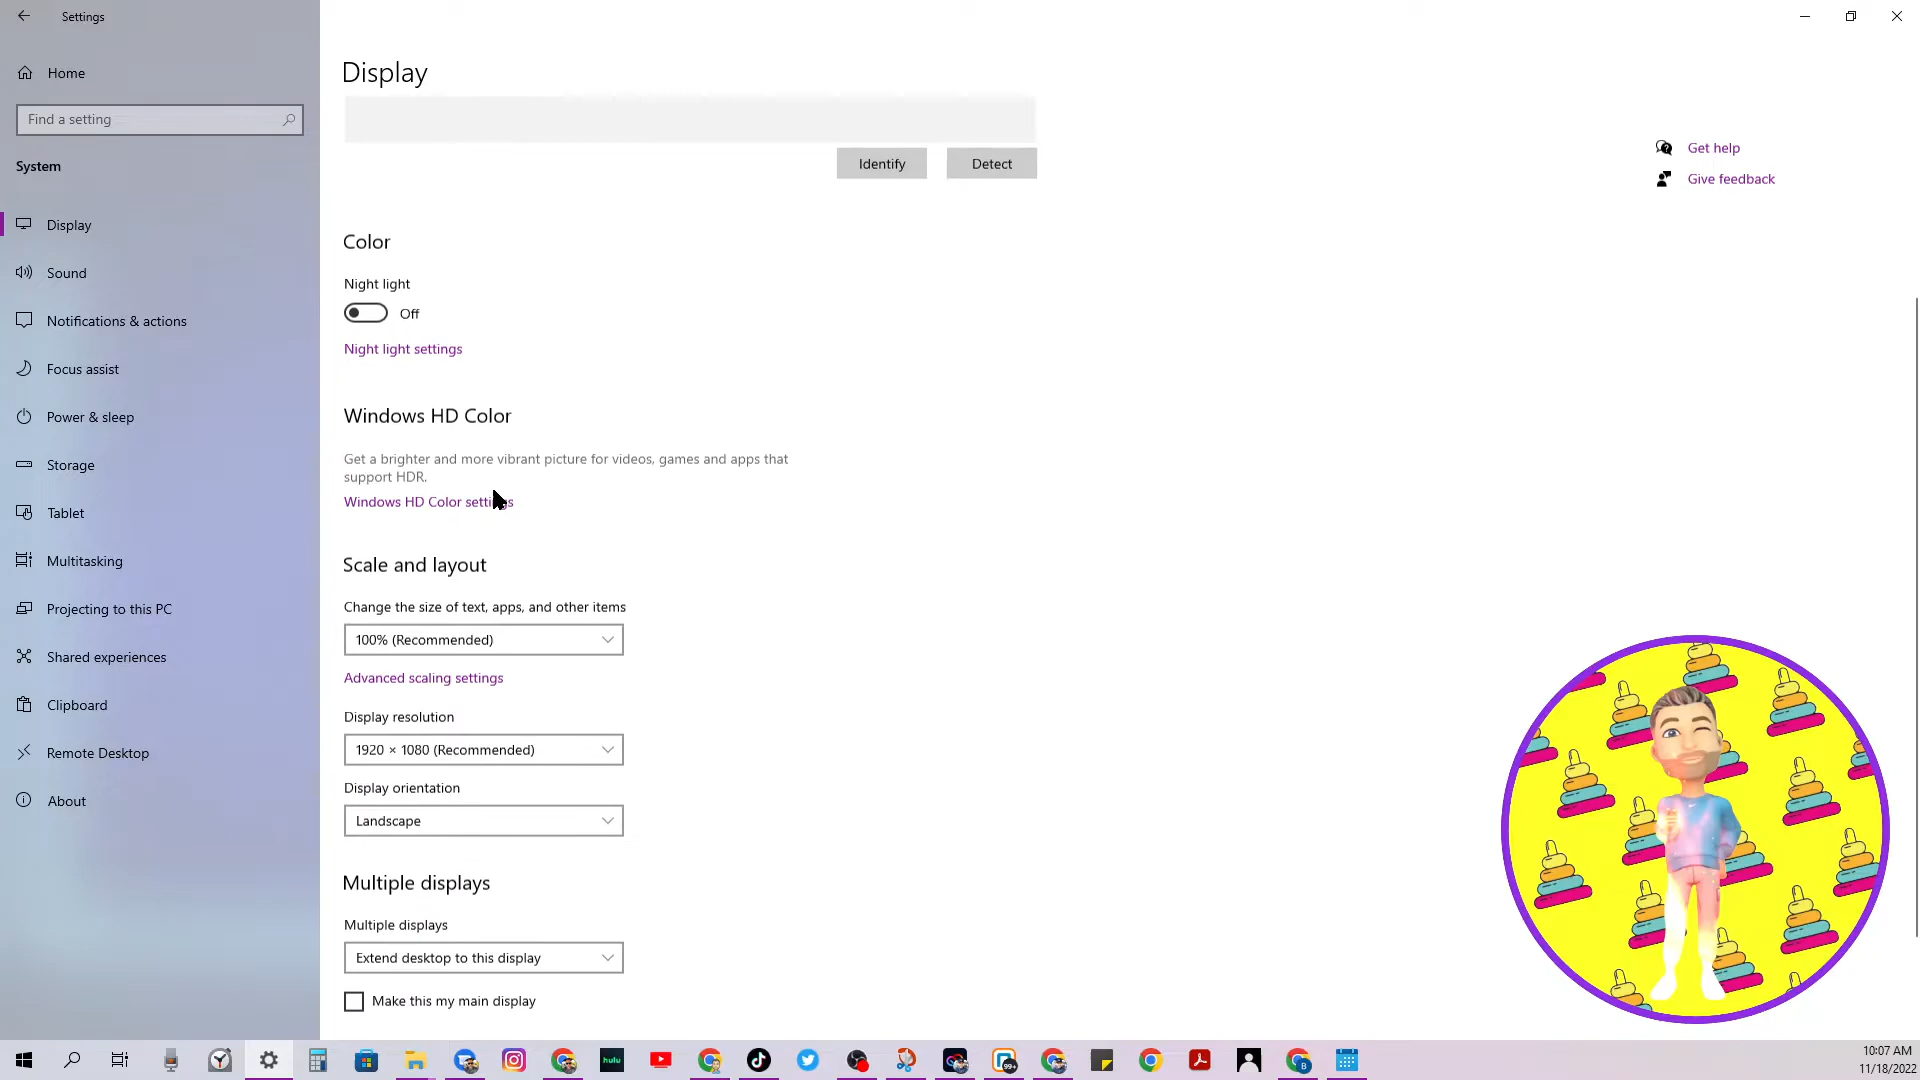 Settings
Home
Find a setting
System
Display
Sound
Notifications & actions
Focus assist
Power & sleep
Storage
Tablet
Multitasking
Projecting to this PC
Shared experiences
Clipboard
Remote Desktop
About
Display
Identify
Detect
Color
Night light
Off
Night light settings
Windows HD Color
Get a brighter and more vibrant picture for videos, games and apps that
support HDR.
Windows HD Color settings
Scale and layout
Change the size of text, apps, and other items
100% (Recommended)
Advanced scaling settings
Display resolution
1920 × 1080 (Recommended)
Display orientation
Landscape
Multiple displays
Multiple displays
Extend desktop to this display
Make this my main display
Get help
Give feedback
hulu
99+
B
10:07 AM
11/18/2022